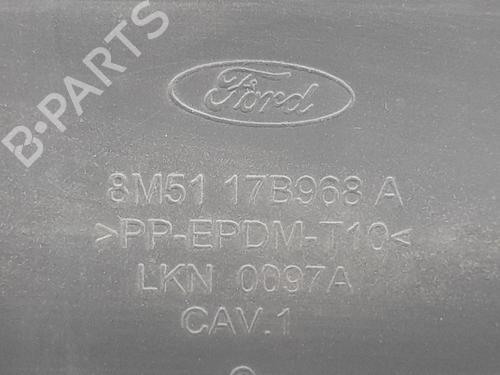 B-PARTS
Ford
8M51 17B968 A
>PP-EPDM-T10<
LKN 0097A
CAV.1